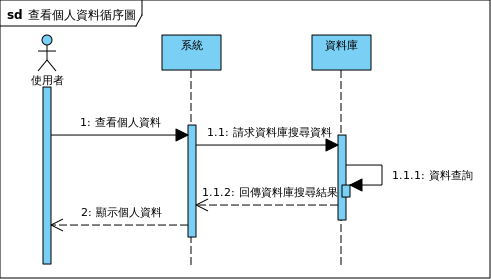 sd 查看個人資料循序圖
系統
資料庫
使用者
1: 查看個人資料
1.1: 請求資料庫搜尋資料
1.1.1: 資料查詢
1.1.2: 回傳資料庫搜尋結果
2: 顯示個人資料